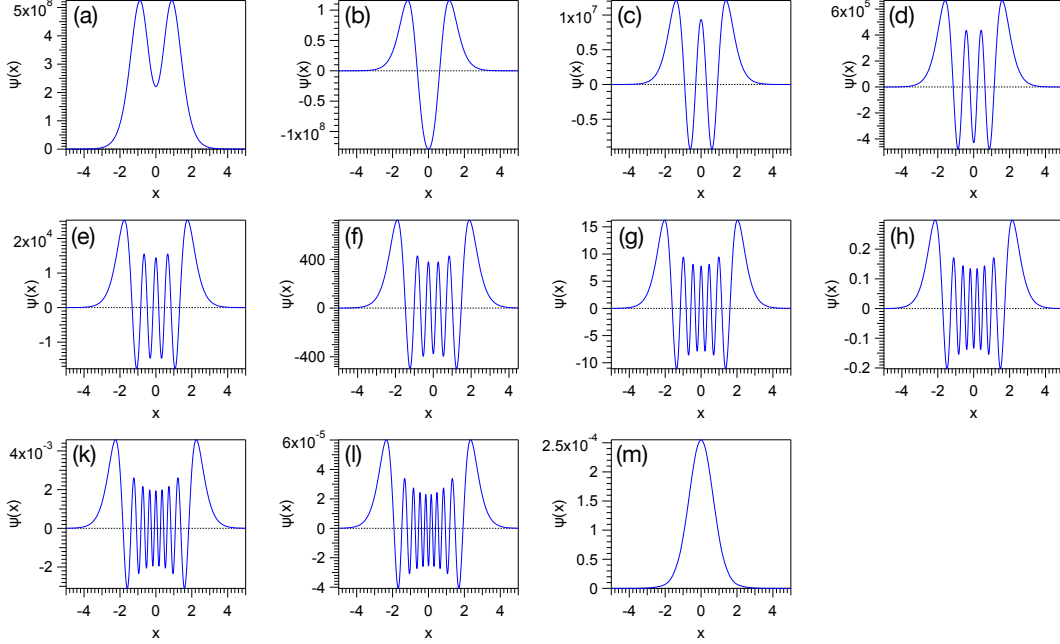 (a)
5x10⁸
4
3
2
1
0
ψ(x)
-4 -2 0 2 4
x
(b)
1
0.5
0
-0.5
-1x10⁸
ψ(x)
-4 -2 0 2 4
x
(c)
1x10⁷
0.5
0
-0.5
ψ(x)
-4 -2 0 2 4
x
(d)
6x10⁵
4
2
0
-2
-4
ψ(x)
-4 -2 0 2 4
x
(e)
2x10⁴
1
0
-1
ψ(x)
-4 -2 0 2 4
x
(f)
400
0
-400
ψ(x)
-4 -2 0 2 4
x
(g)
15
10
5
0
-5
-10
ψ(x)
-4 -2 0 2 4
x
(h)
0.2
0.1
0
-0.1
-0.2
ψ(x)
-4 -2 0 2 4
x
(k)
4x10⁻³
2
0
-2
ψ(x)
-4 -2 0 2 4
x
(l)
6x10⁻⁵
4
2
0
-2
-4
ψ(x)
-4 -2 0 2 4
x
(m)
2.5x10⁻⁴
2
1.5
1
0.5
0
ψ(x)
-4 -2 0 2 4
x